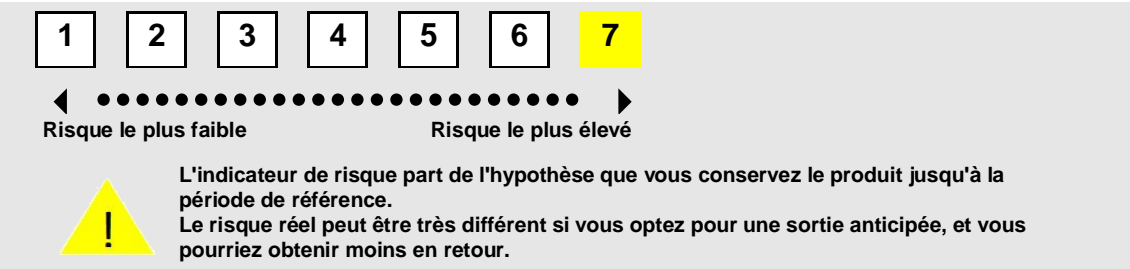 1 2 3 4 5 6 7
Risque le plus faible Risque le plus élevé
L'indicateur de risque part de l'hypothèse que vous conservez le produit jusqu'à la
période de référence.
Le risque réel peut être très différent si vous optez pour une sortie anticipée, et vous
pourriez obtenir moins en retour.
!